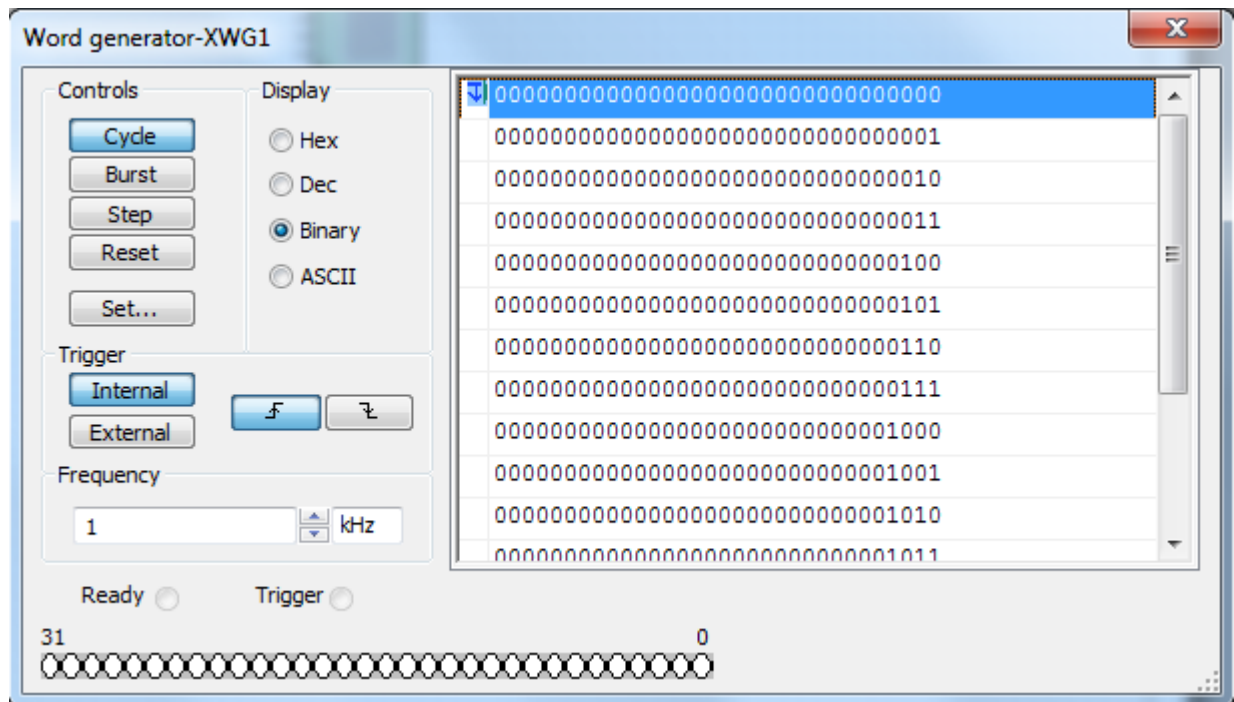 Word generator-XWG1
Controls
Cycle
Burst
Step
Reset
Set...
Display
Hex
Dec
Binary
ASCII
Trigger
Internal
External
Frequency
1
kHz
00000000000000000000000000000000
00000000000000000000000000000001
00000000000000000000000000000010
00000000000000000000000000000011
00000000000000000000000000000100
00000000000000000000000000000101
00000000000000000000000000000110
00000000000000000000000000000111
00000000000000000000000000001000
00000000000000000000000000001001
00000000000000000000000000001010
00000000000000000000000000001011
Ready
Trigger
31
0